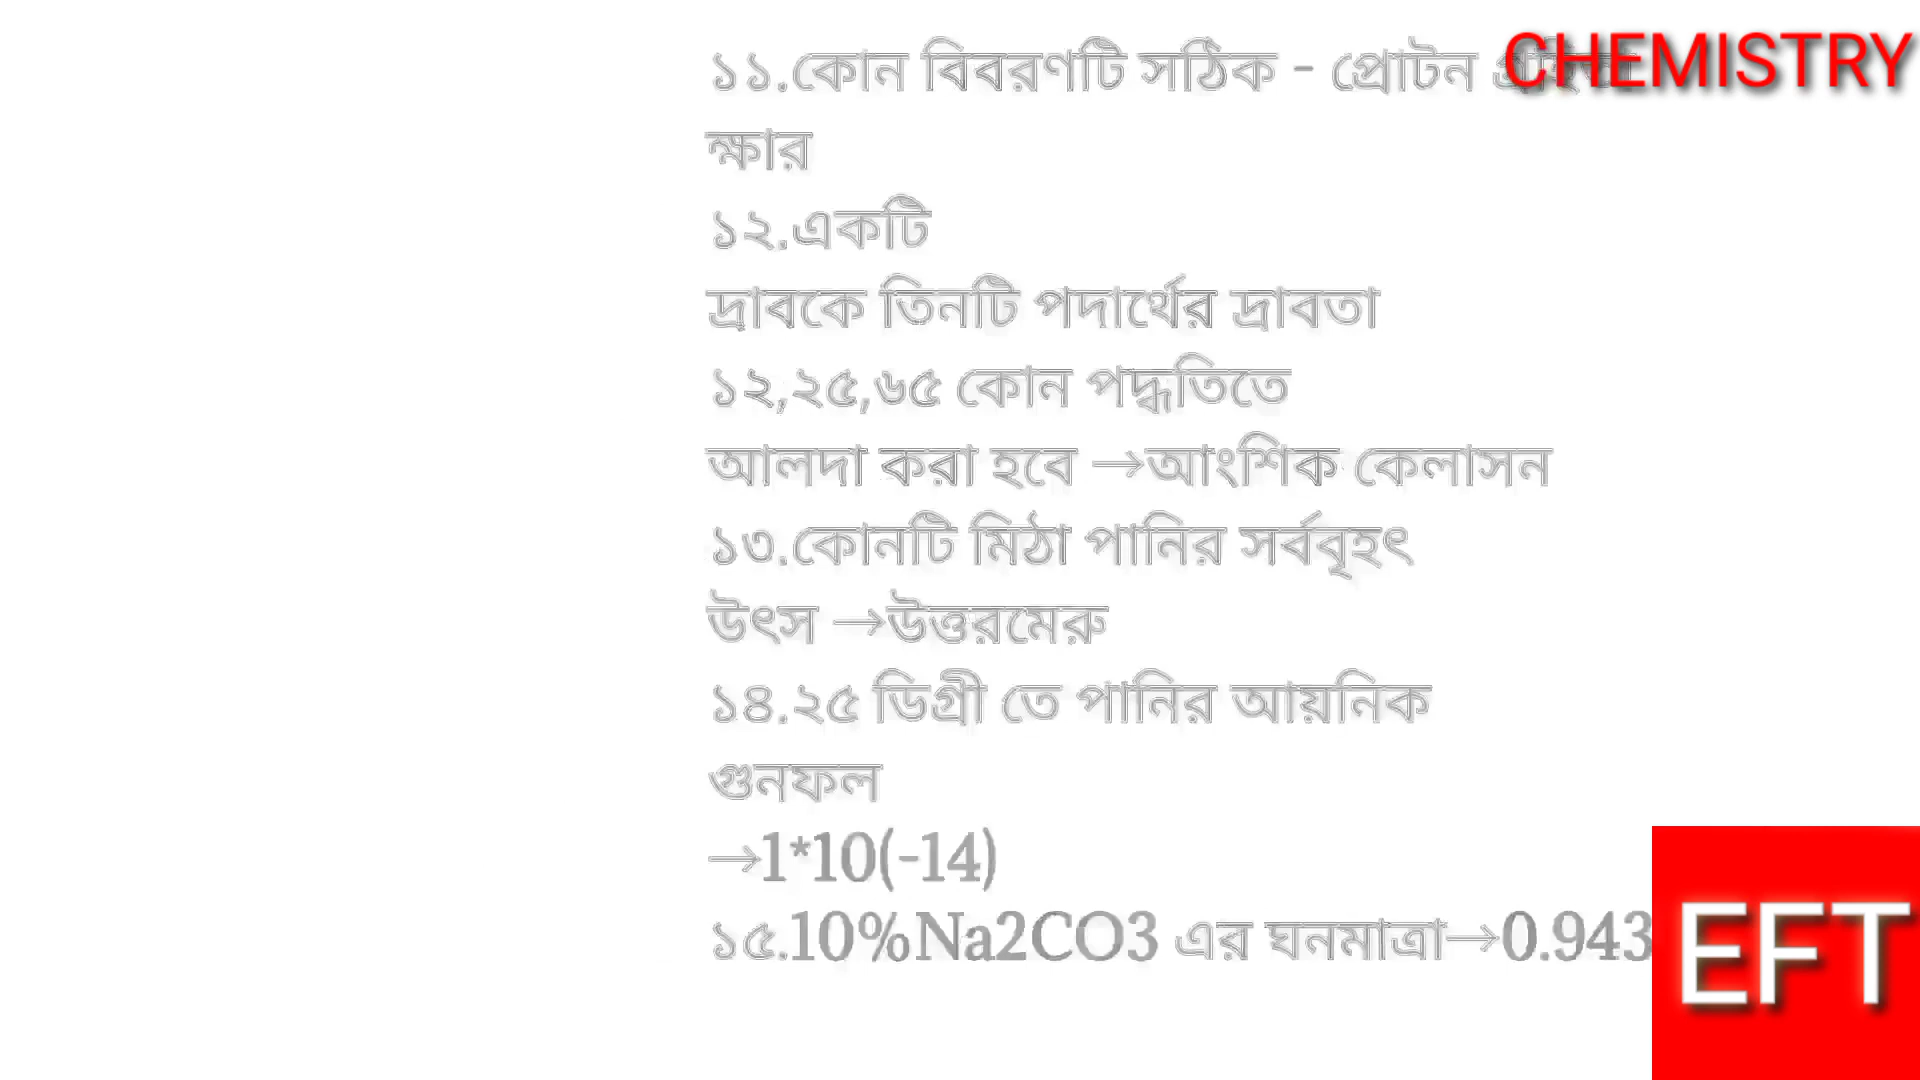 ১১.কোন বিবরণটি সঠিক - প্রোটন
CHEMISTRY
ক্ষার
১২.একটি
দ্রাবকে তিনটি পদার্থের দ্রাবতা
১২,২৫,৬৫ কোন পদ্ধতিতে
আলদা করা হবে →আংশিক কেলাসন
১৩.কোনটি মিঠা পানির সর্ববৃহৎ
উৎস →উত্তরমেরু
১৪.২৫ ডিগ্রী তে পানির আয়নিক
গুনফল
→1*10(-14)
১৫.10%Na2CO3 এর ঘনমাত্রা→0.943
EFT